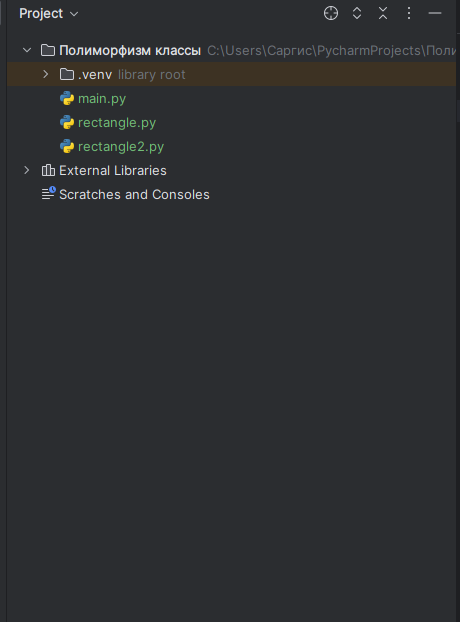 Project
Полиморфизм классы C:\Users\Саргис\PycharmProjects\Поли
.venv library root
main.py
rectangle.py
rectangle2.py
External Libraries
Scratches and Consoles